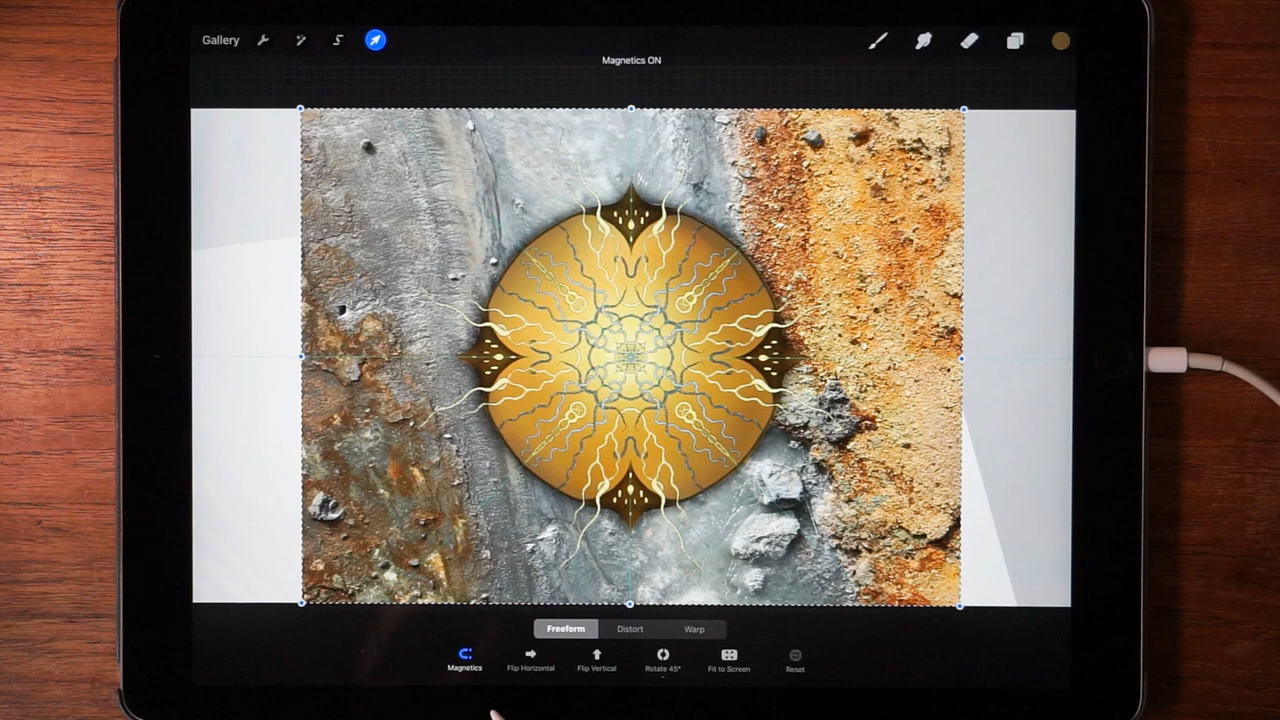 Gallery
Magnetics ON
Freeform
Distort
Warp
Magnetics
Flip Horizontal
Flip Vertical
Rotate 45°
Fit to Screen
Reset